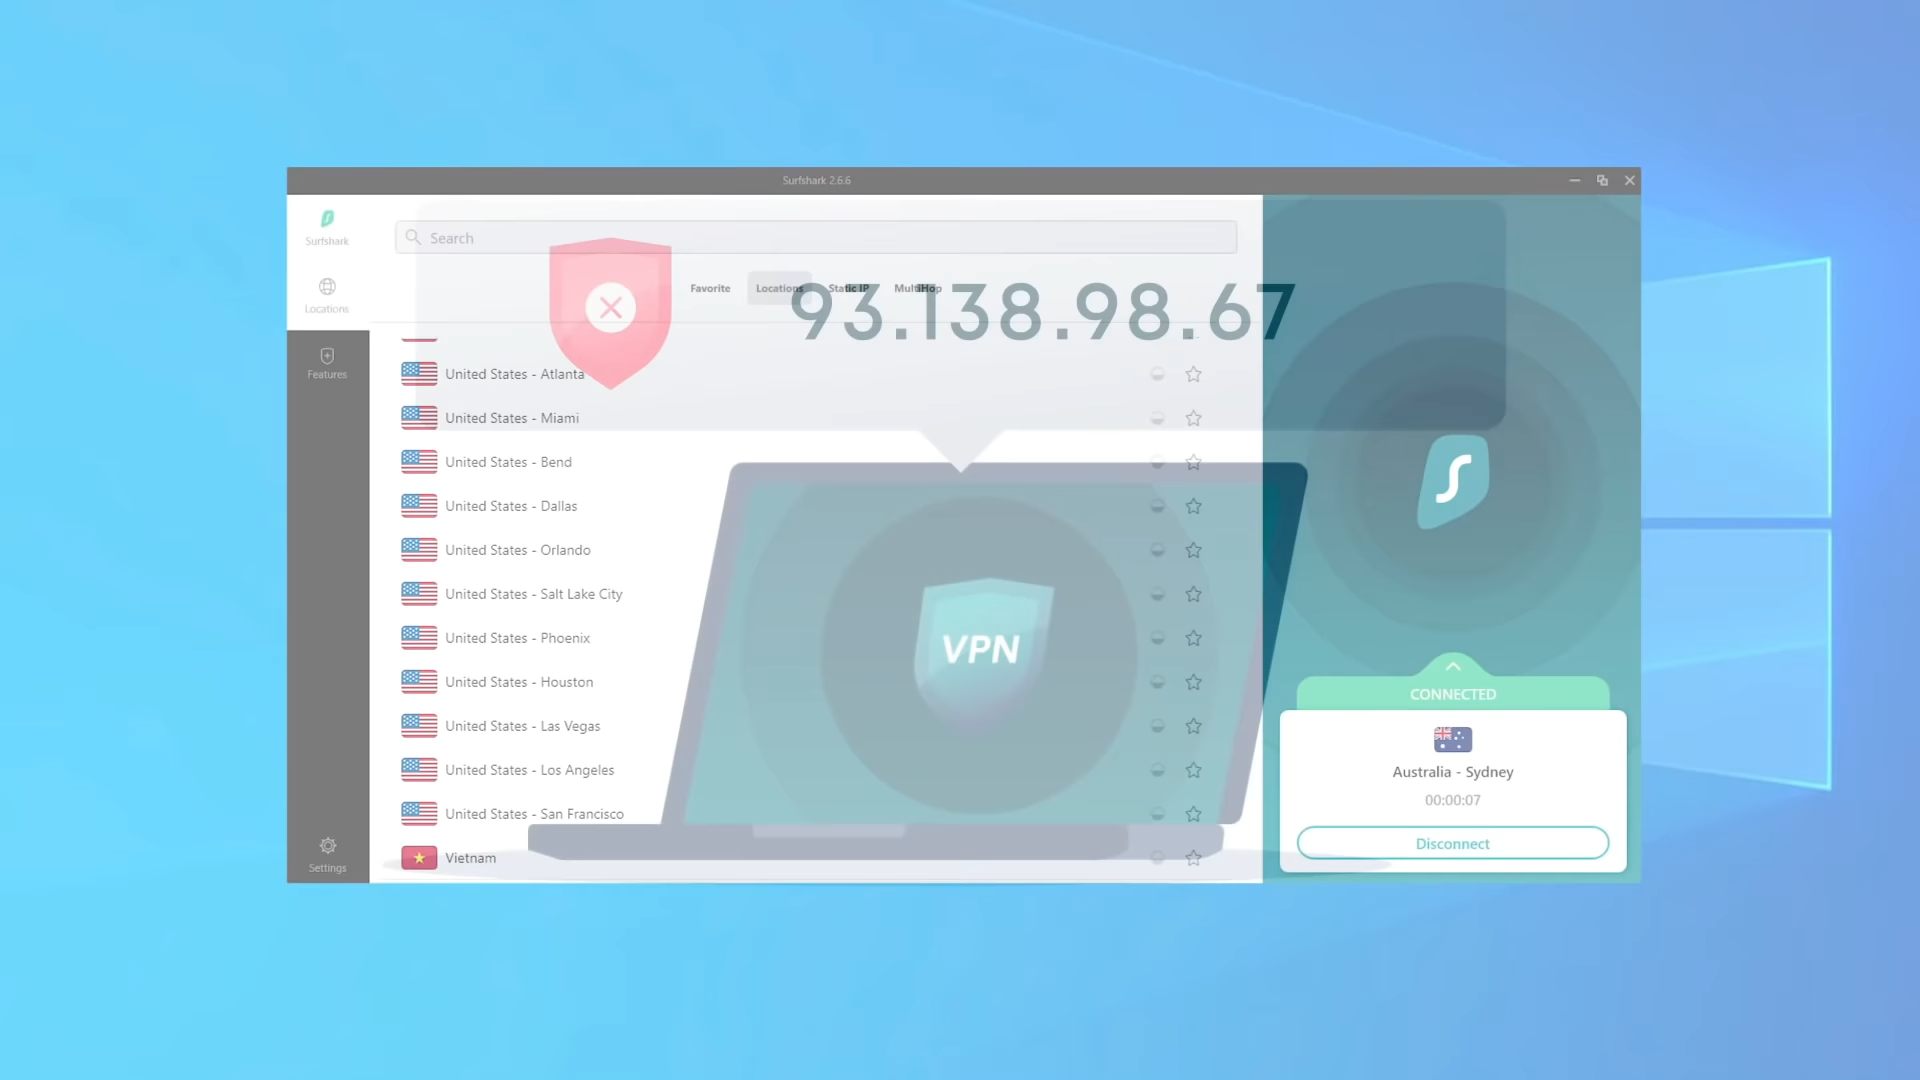 Surfshark 2.6.6
Surfshark
Search
Locations
Favorite
Locations
Static IP
MultiHop
93.138.98.67
Features
United States - Atlanta
United States - Miami
United States - Bend
United States - Dallas
United States - Orlando
United States - Salt Lake City
United States - Phoenix
United States - Houston
United States - Las Vegas
United States - Los Angeles
United States - San Francisco
Vietnam
VPN
CONNECTED
Australia - Sydney
00:00:07
Disconnect
Settings